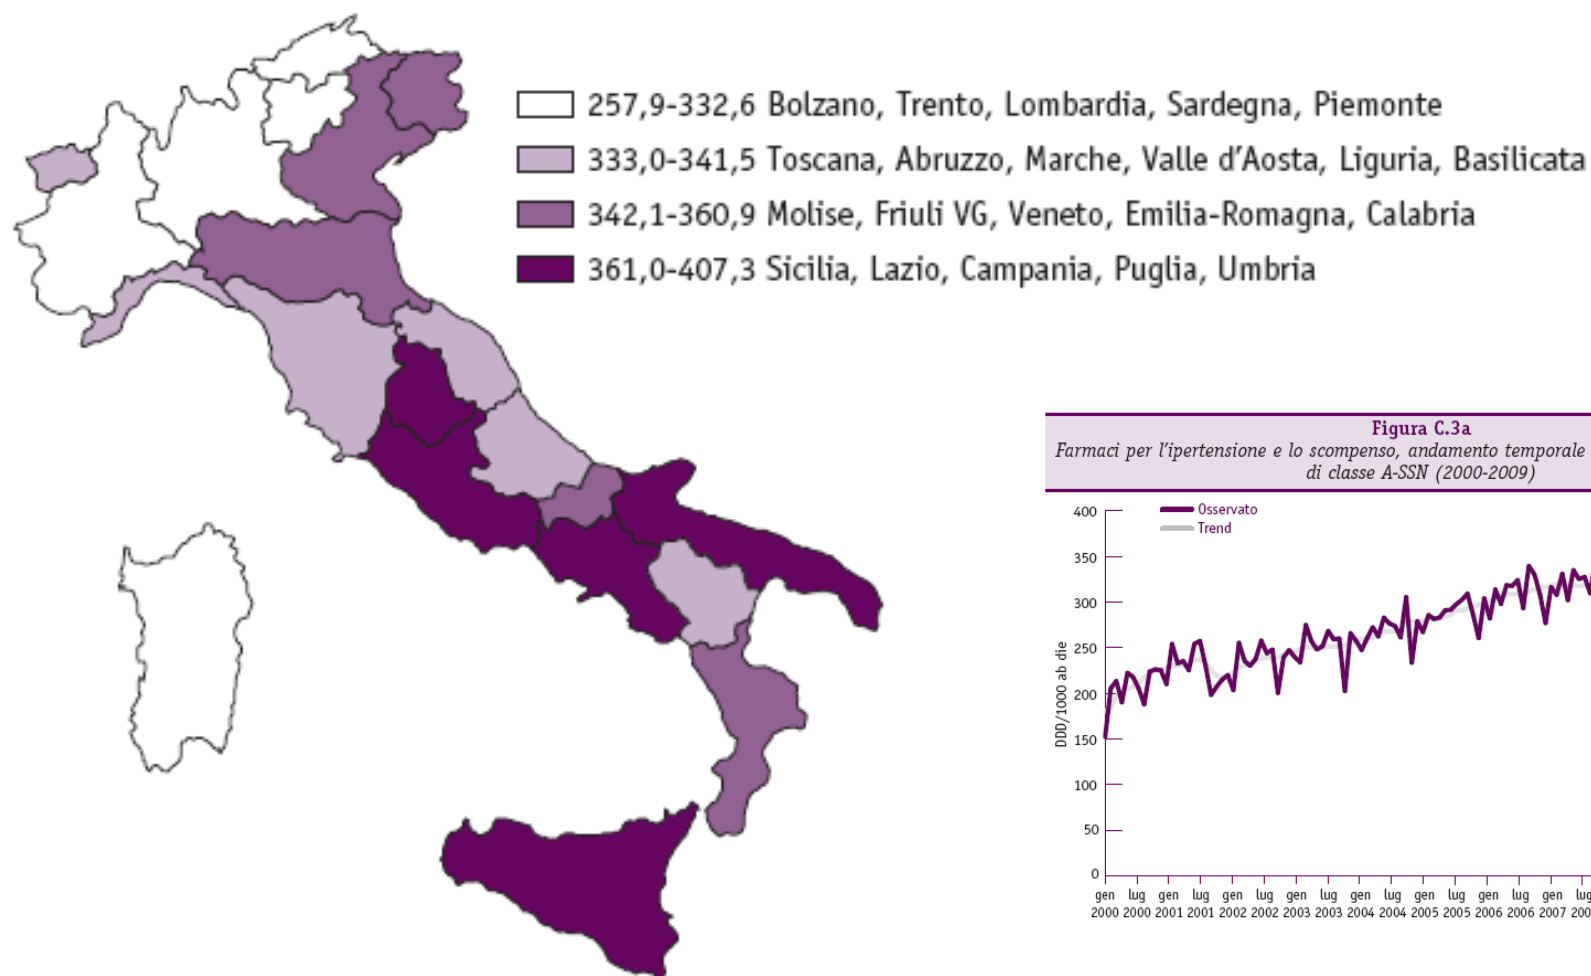 257,9-332,6 Bolzano, Trento, Lombardia, Sardegna, Piemonte
333,0-341,5 Toscana, Abruzzo, Marche, Valle d'Aosta, Liguria, Basilicata
342,1-360,9 Molise, Friuli VG, Veneto, Emilia-Romagna, Calabria
361,0-407,3 Sicilia, Lazio, Campania, Puglia, Umbria
Figura C.3a
Farmaci per l'ipertensione e lo scompenso, andamento temporale
di classe A-SSN (2000-2009)
Osservato
Trend
DDD/1000 ab die
400
350
300
250
200
150
100
50
0
gen lug gen lug gen lug gen lug gen lug gen lug gen lug gen lug
2000 2000 2001 2001 2002 2002 2003 2003 2004 2004 2005 2005 2006 2006 2007